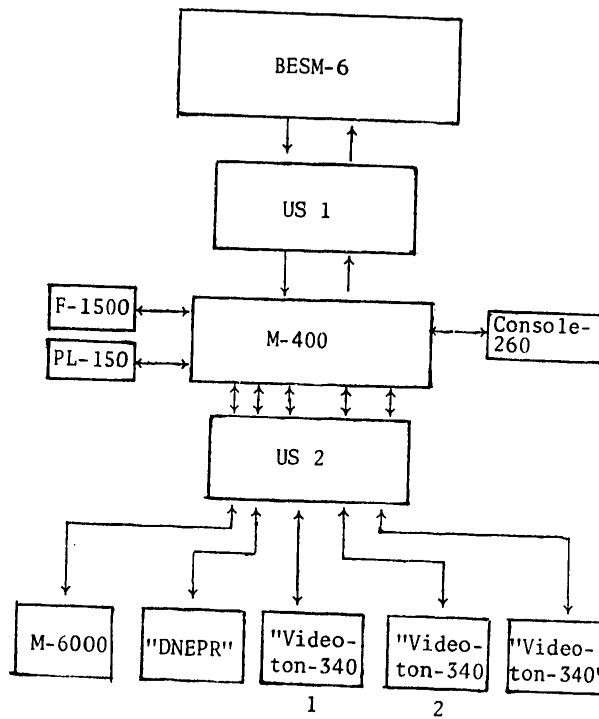 BESM-6
US 1
F-1500
M-400
Console-
260
PL-150
US 2
M-6000
"DNEPR"
"Video-
ton-340
1
"Video-
ton-340
2
"Video-
ton-340"